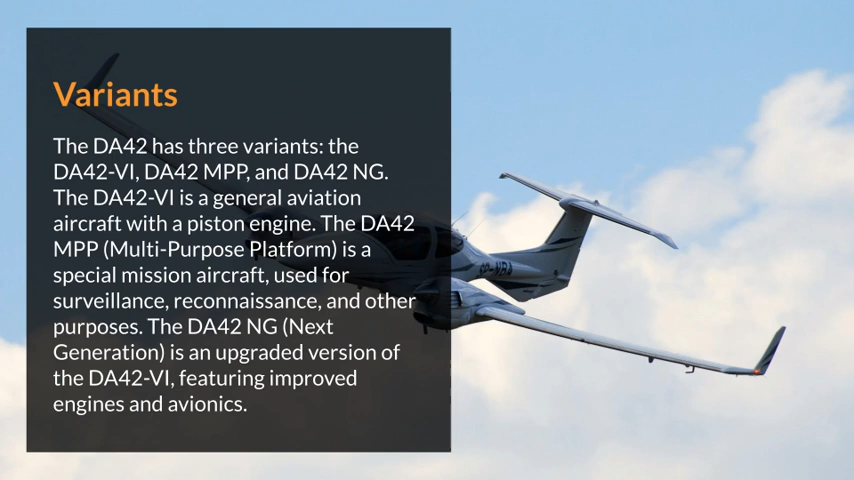 Variants
The DA42 has three variants: the
DA42-VI, DA42 MPP, and DA42 NG.
The DA42-VI is a general aviation
aircraft with a piston engine. The DA42
MPP (Multi-Purpose Platform) is a
special mission aircraft, used for
surveillance, reconnaissance, and other
purposes. The DA42 NG (Next
Generation) is an upgraded version of
the DA42-VI, featuring improved
engines and avionics.